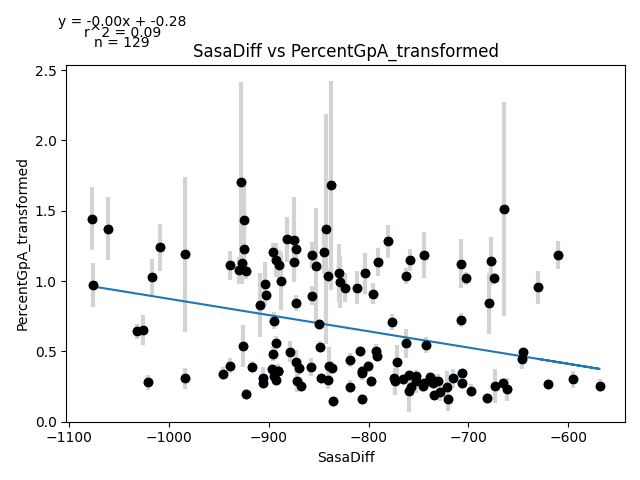 y = -0.00x + -0.28
r^2 = 0.09
n = 129
SasaDiff vs PercentGpA_transformed
2.5
2.0
1.5
1.0
0.5
0.0
PercentGpA_transformed
−1100
−1000
−900
−800
−700
−600
SasaDiff